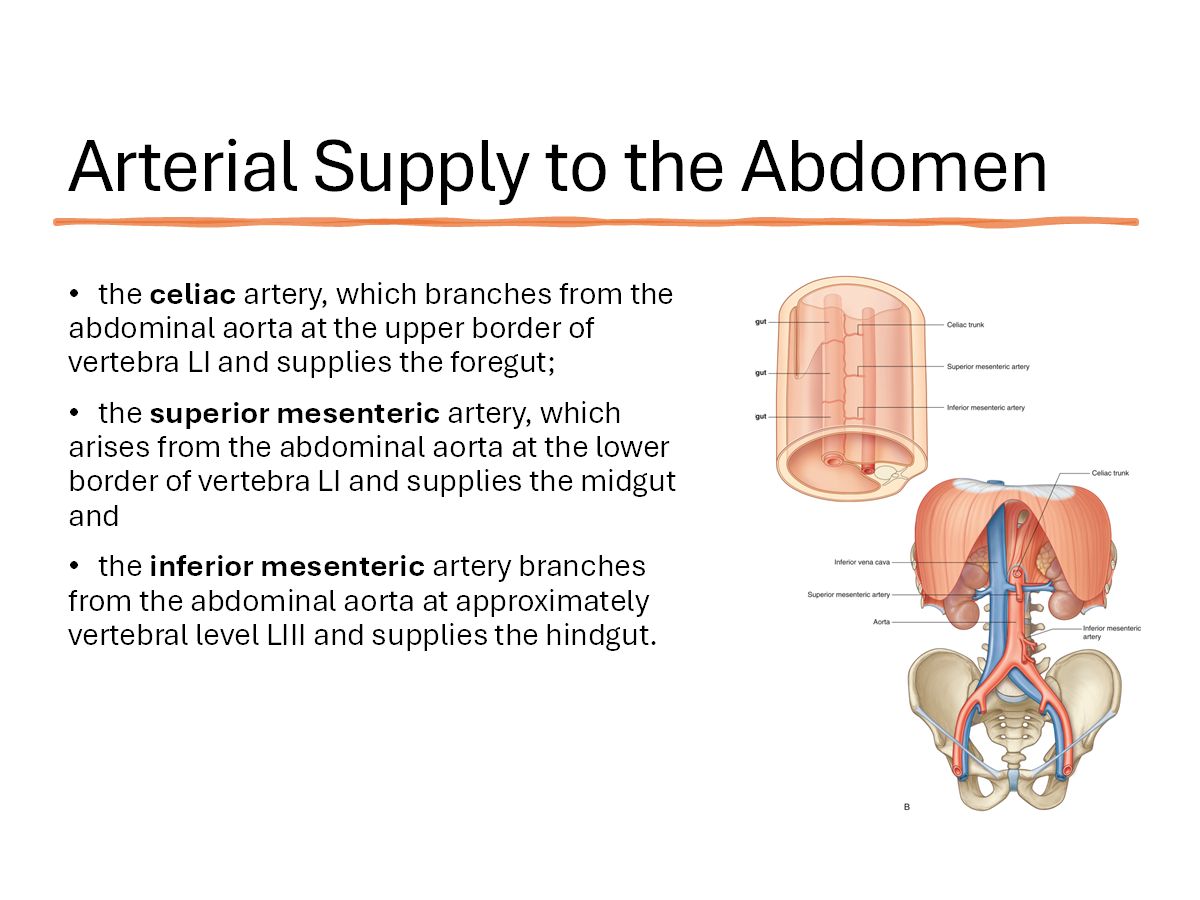 Arterial Supply to the Abdomen
• the celiac artery, which branches from the
abdominal aorta at the upper border of
vertebra LI and supplies the foregut;
• the superior mesenteric artery, which
arises from the abdominal aorta at the lower
border of vertebra LI and supplies the midgut
and
• the inferior mesenteric artery branches
from the abdominal aorta at approximately
vertebral level LIII and supplies the hindgut.
gut
Celiac trunk
gut
Superior mesenteric artery
gut
Inferior mesenteric artery
Celiac trunk
Inferior vena cava
Superior mesenteric artery
Aorta
Inferior mesenteric
artery
B